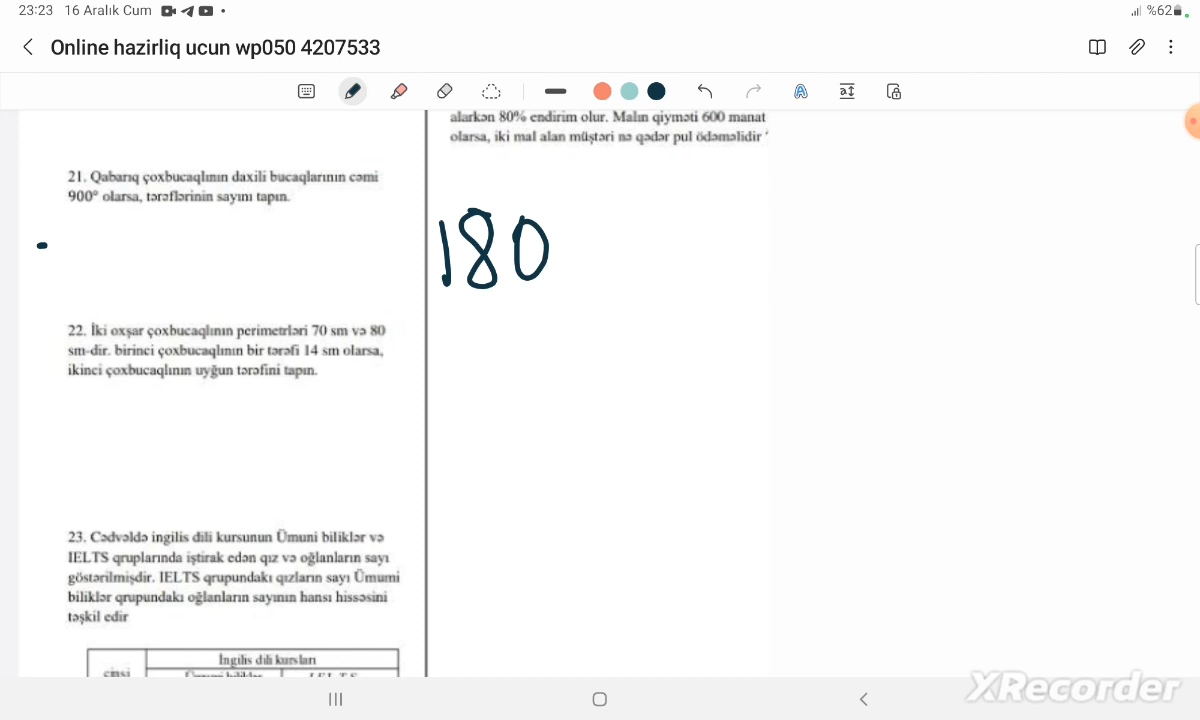 23:23 16 Aralık Cum %62
Online hazirliq ucun wp050 4207533
alarkən 80% endirim olur. Malın qiyməti 600 manat
olarsa, iki mal alan müştəri nə qədər pul ödəməlidir
21. Qabarıq çoxbucaqlının daxili bucaqlarının cəmi
900° olarsa, tərəflərinin sayını tapın.
180
22. İki oxşar çoxbucaqlının perimetrləri 70 sm və 80
sm-dir. birinci çoxbucaqlının bir tərəfi 14 sm olarsa,
ikinci çoxbucaqlının uyğun tərəfini tapın.
23. Cədvəldə ingilis dili kursunun Ümuni biliklər və
IELTS qruplarında iştirak edən qız və oğlanların sayı
göstərilmişdir. IELTS qrupundakı qızların sayı Ümumi
biliklər qrupundakı oğlanların sayının hansı hissəsini
təşkil edir
İngilis dili kursları
XRecorder